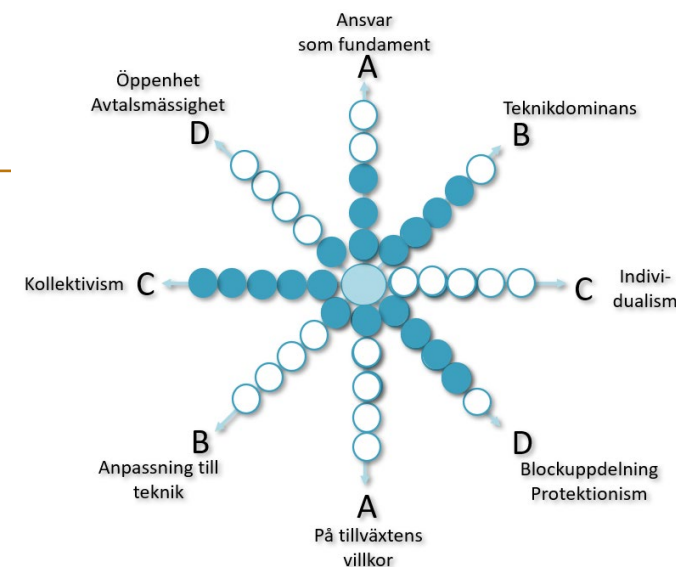 Ansvar
som fundament
A
Öppenhet
Avtalsmässighet
D
Teknikdominans
B
Kollektivism C
C Indivi-
dualism
B
Anpassning till
teknik
D
Blockuppdelning
Protektionism
A
På tillväxtens
villkor